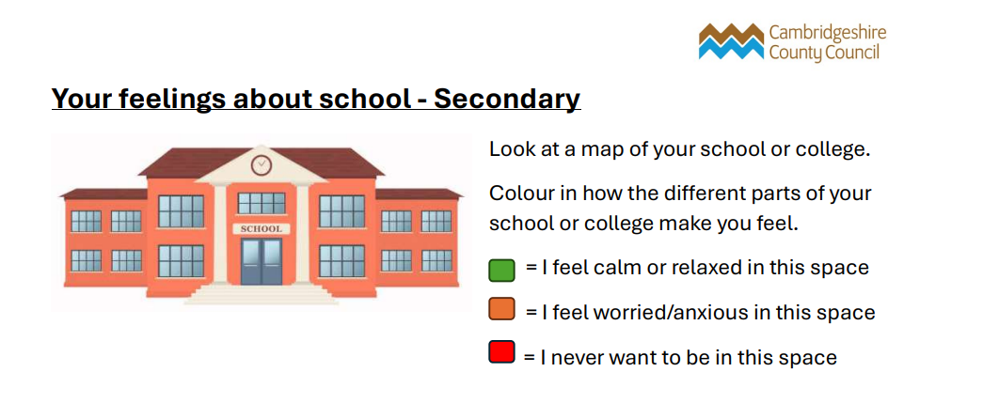 Cambridgeshire
County Council
Your feelings about school - Secondary
SCHOOL
Look at a map of your school or college.
Colour in how the different parts of your
school or college make you feel.
= I feel calm or relaxed in this space
= I feel worried/anxious in this space
= I never want to be in this space